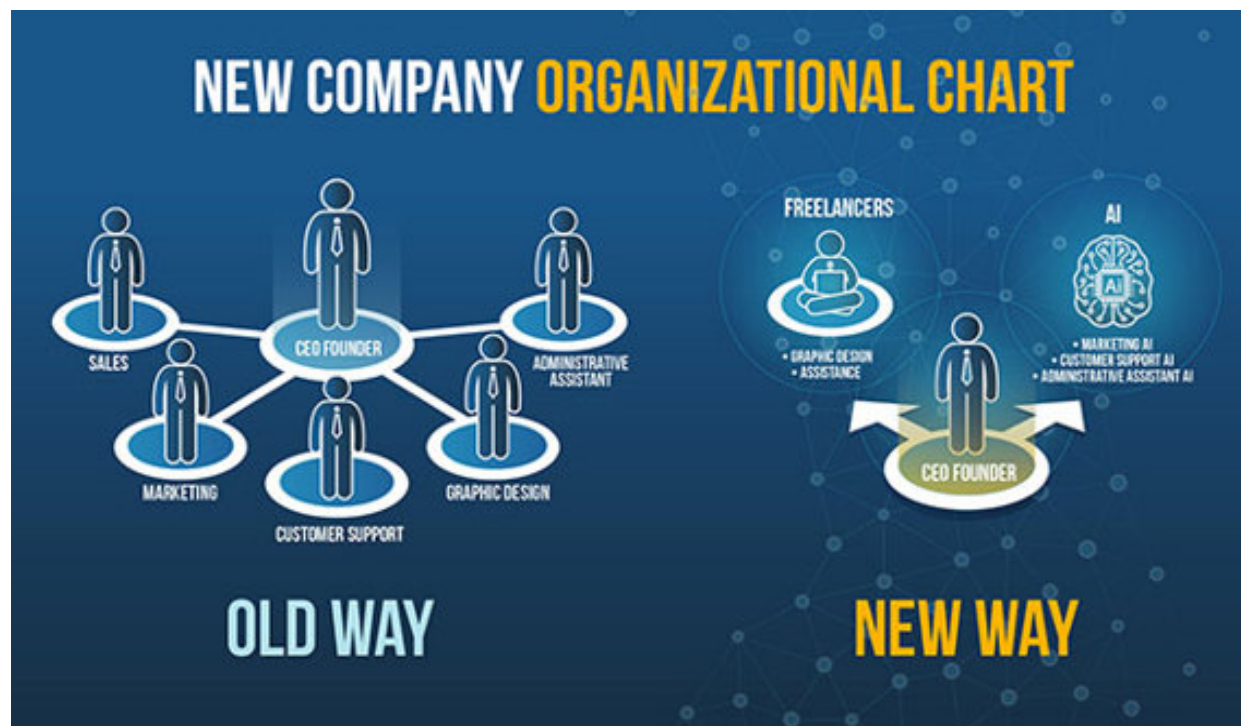 NEW COMPANY ORGANIZATIONAL CHART
SALES
CEO FOUNDER
ADMINISTRATIVE
ASSISTANT
MARKETING
GRAPHIC DESIGN
CUSTOMER SUPPORT
OLD WAY
FREELANCERS
• GRAPHIC DESIGN
• ASSISTANCE
AI
Ai
• MARKETING AI
• CUSTOMER SUPPORT AI
• ADMINISTRATIVE ASSISTANT AI
CEO FOUNDER
NEW WAY